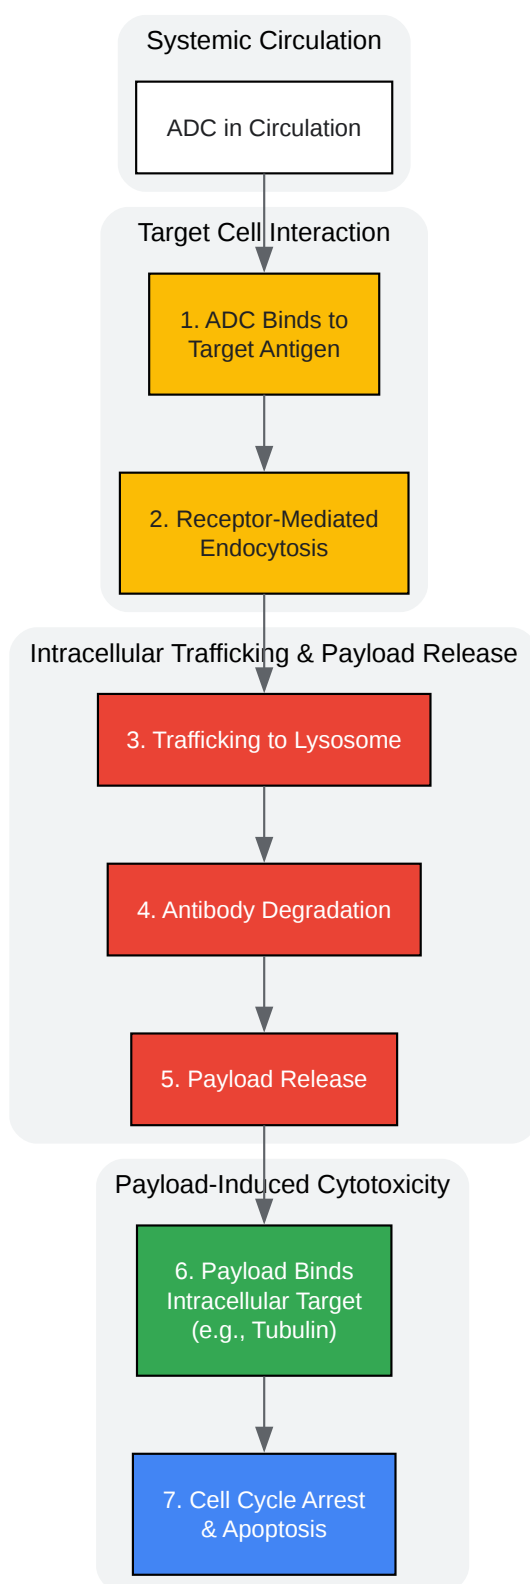 Systemic Circulation
ADC in Circulation
Target Cell Interaction
1. ADC Binds to
Target Antigen
2. Receptor-Mediated
Endocytosis
Intracellular Trafficking & Payload Release
3. Trafficking to Lysosome
4. Antibody Degradation
5. Payload Release
Payload-Induced Cytotoxicity
6. Payload Binds
Intracellular Target
(e.g., Tubulin)
7. Cell Cycle Arrest
& Apoptosis